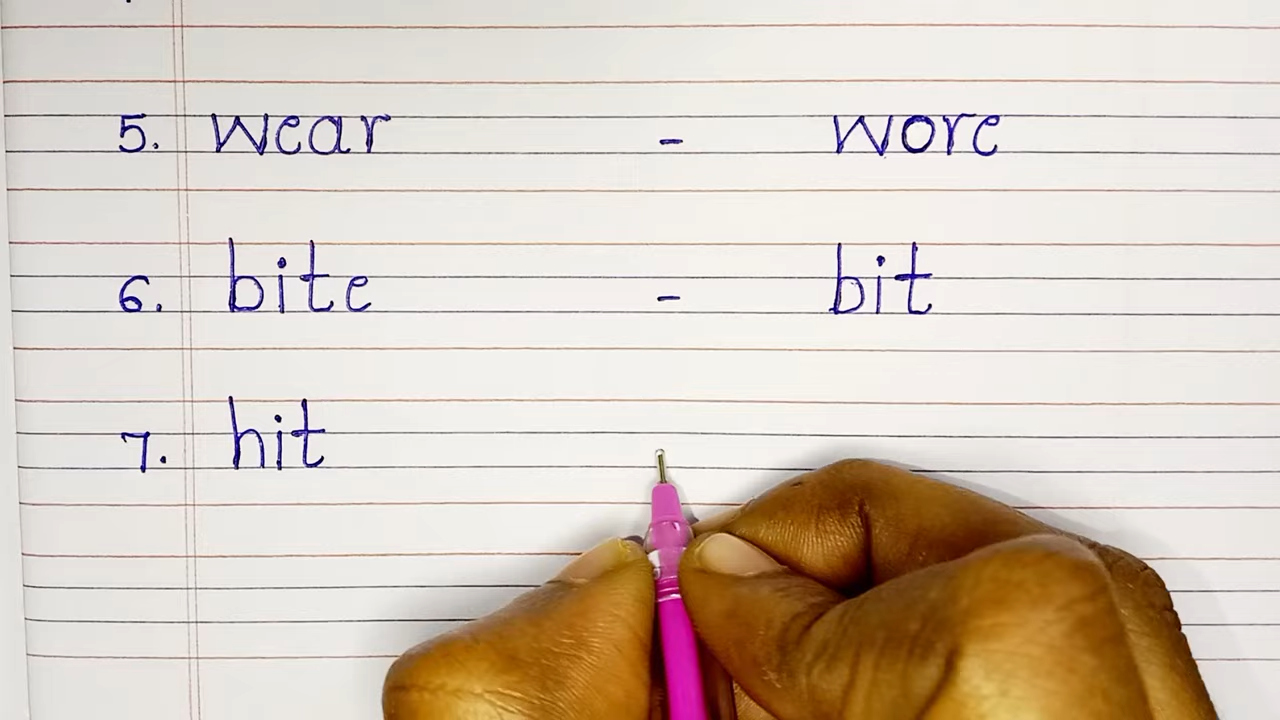 5. wear - wore
6. bite - bit
7. hit